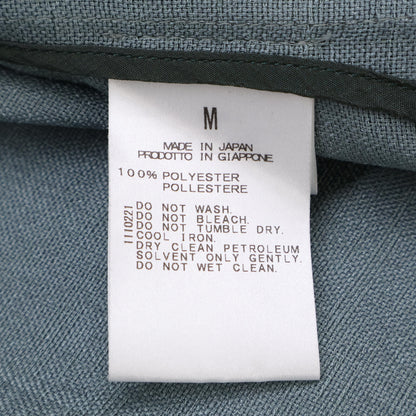 M
MADE IN JAPAN
PRODOTTO IN GIAPPONE
100% POLYESTER
POLLESTERE
1110221
DO NOT WASH.
DO NOT BLEACH.
DO NOT TUMBLE DRY.
COOL IRON.
DRY CLEAN PETROLEUM
SOLVENT ONLY GENTLY.
DO NOT WET CLEAN.